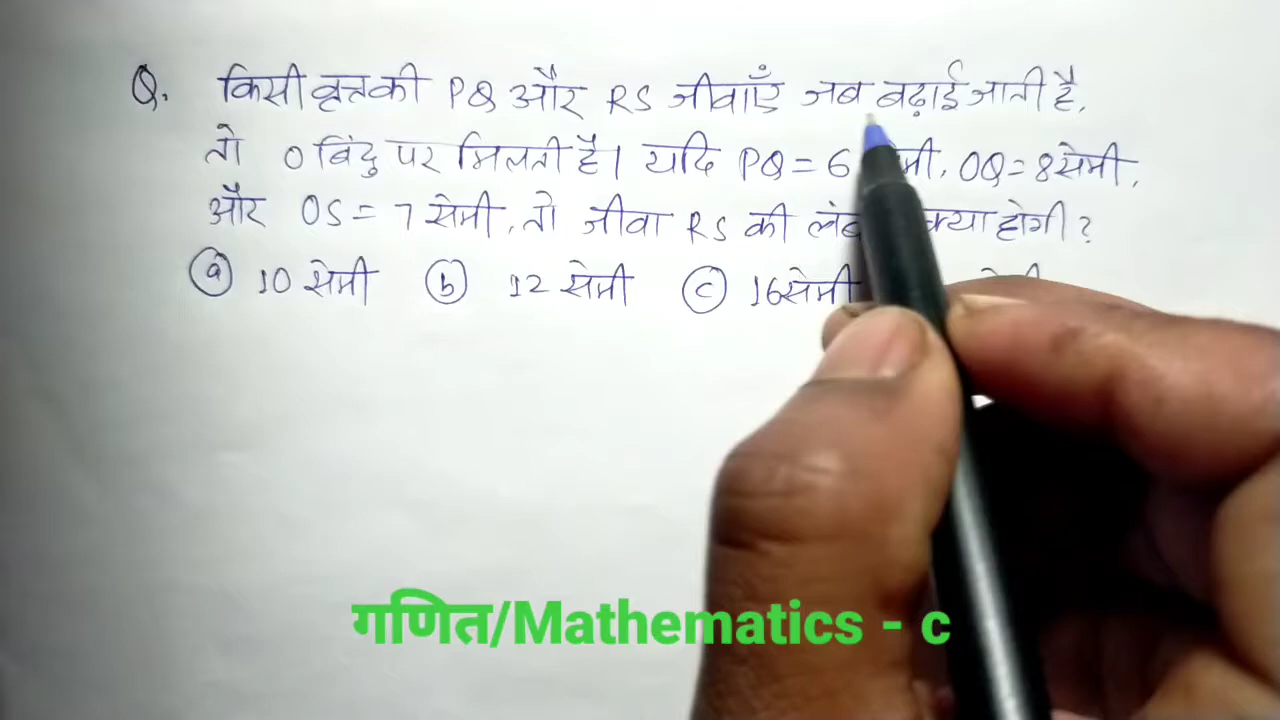 Q. किसी वृत्त की PQ और RS जीवाएँ जब बढ़ाई जाती है,
तो O बिंदु पर मिलती है। यदि PQ = 6 सेमी, OQ = 8 सेमी,
और OS = 7 सेमी, तो जीवा RS की क्या होगी?
(a) 10 सेमी (b) 12 सेमी (c) 16 सेमी
गणित/Mathematics - c